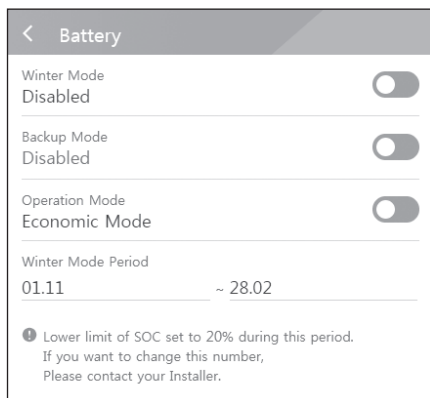 Battery
Winter Mode
Disabled
Backup Mode
Disabled
Operation Mode
Economic Mode
Winter Mode Period
01.11 ~ 28.02
Lower limit of SOC set to 20% during this period.
If you want to change this number,
Please contact your Installer.